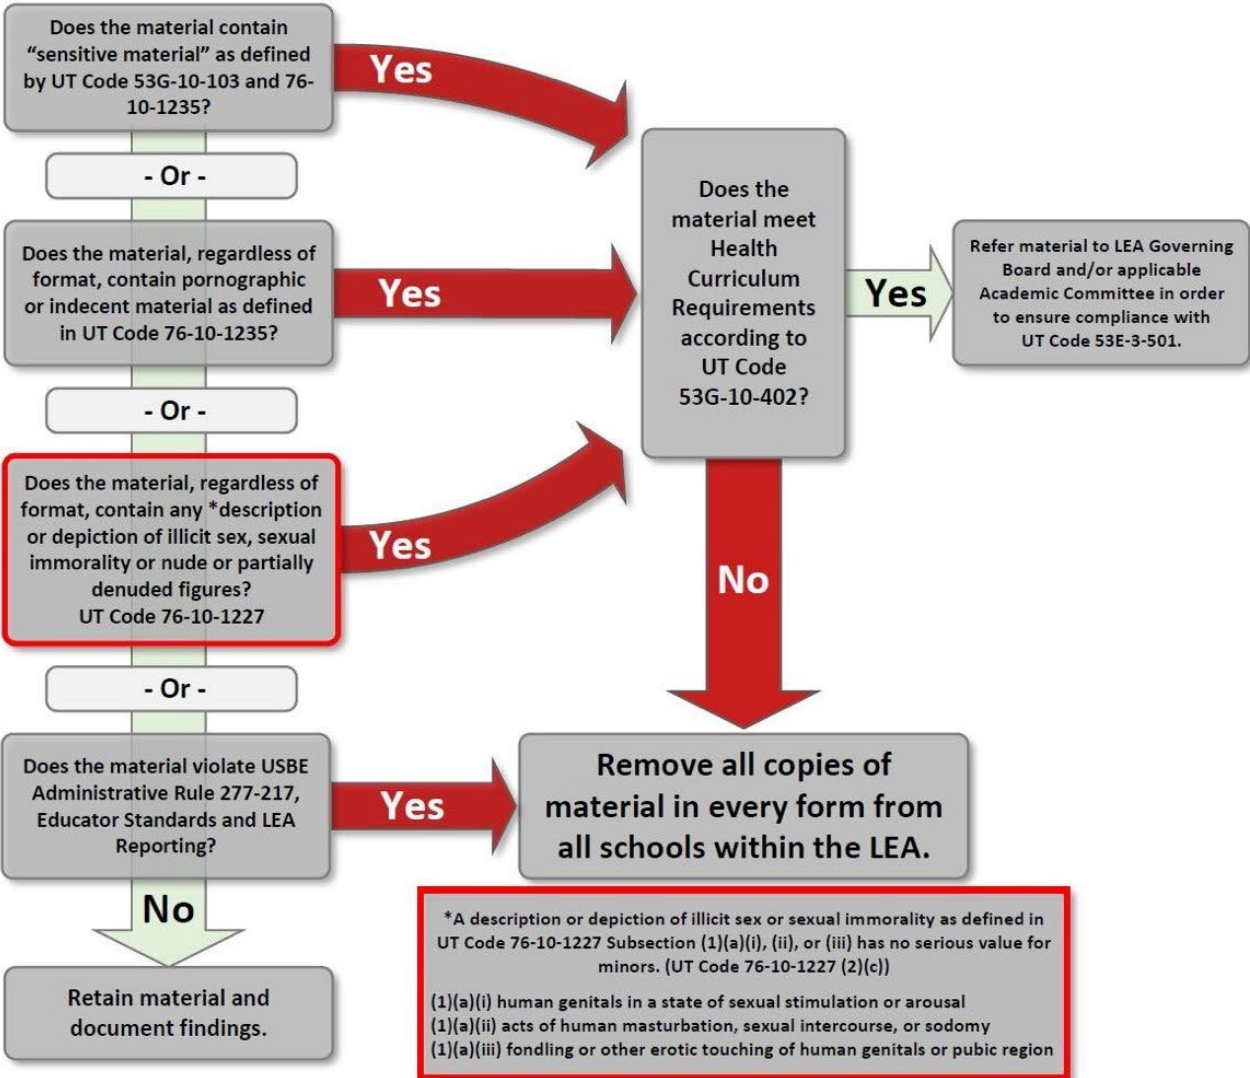 Does the material contain
“sensitive material” as defined
by UT Code 53G-10-103 and 76-
10-1235?
Yes
- Or -
Does the material, regardless of
format, contain pornographic
or indecent material as defined
in UT Code 76-10-1235?
Yes
- Or -
Does the material, regardless of
format, contain any *description
or depiction of illicit sex, sexual
immorality or nude or partially
denuded figures?
UT Code 76-10-1227
Yes
- Or -
Does the material violate USBE
Administrative Rule 277-217,
Educator Standards and LEA
Reporting?
Yes
No
Retain material and
document findings.
Does the
material meet
Health
Curriculum
Requirements
according to
UT Code
53G-10-402?
Yes
Refer material to LEA Governing
Board and/or applicable
Academic Committee in order
to ensure compliance with
UT Code 53E-3-501.
No
Remove all copies of
material in every form from
all schools within the LEA.
*A description or depiction of illicit sex or sexual immorality as defined in
UT Code 76-10-1227 Subsection (1)(a)(i), (ii), or (iii) has no serious value for
minors. (UT Code 76-10-1227 (2)(c))
(1)(a)(i) human genitals in a state of sexual stimulation or arousal
(1)(a)(ii) acts of human masturbation, sexual intercourse, or sodomy
(1)(a)(iii) fondling or other erotic touching of human genitals or pubic region